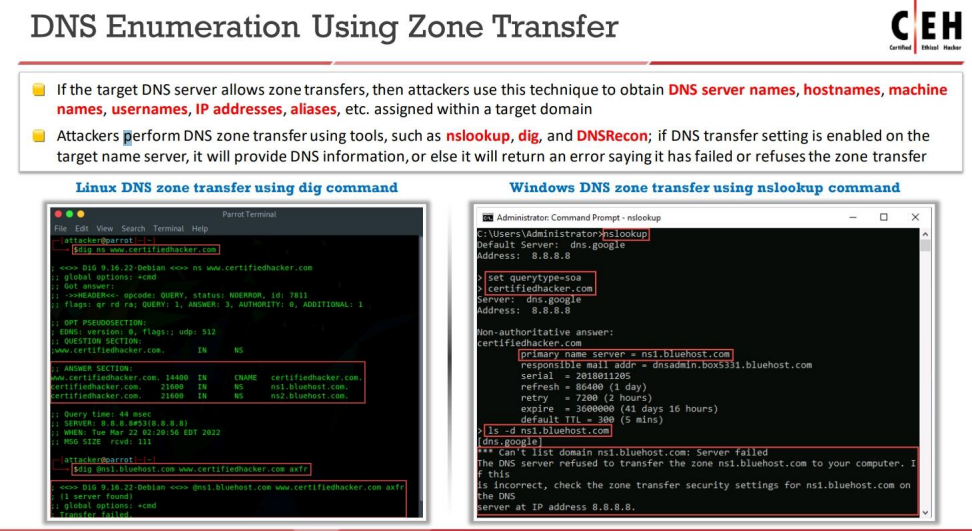 DNS Enumeration Using Zone Transfer
C EH
Certified Ethical Hacker
If the target DNS server allows zone transfers, then attackers use this technique to obtain DNS server names, hostnames, machine
names, usernames, IP addresses, aliases, etc. assigned within a target domain
Attackers perform DNS zone transfer using tools, such as nslookup, dig, and DNSRecon; if DNS transfer setting is enabled on the
target name server, it will provide DNS information, or else it will return an error saying it has failed or refuses the zone transfer
Linux DNS zone transfer using dig command
Parrot Terminal
File Edit View Search Terminal Help
[attacker@parrot]-[~]
$dig ns www.certifiedhacker.com
; <<>> DiG 9.16.22-Debian <<>> ns www.certifiedhacker.com
;; global options: +cmd
;; Got answer:
;; ->>HEADER<<- opcode: QUERY, status: NOERROR, id: 7811
;; flags: qr rd ra; QUERY: 1, ANSWER: 3, AUTHORITY: 0, ADDITIONAL: 1
;; OPT PSEUDOSECTION:
; EDNS: version: 0, flags:; udp: 512
;; QUESTION SECTION:
;www.certifiedhacker.com. IN NS
;; ANSWER SECTION:
www.certifiedhacker.com. 14400 IN CNAME certifiedhacker.com.
certifiedhacker.com. 21600 IN NS ns1.bluehost.com.
certifiedhacker.com. 21600 IN NS ns2.bluehost.com.
;; Query time: 44 msec
;; SERVER: 8.8.8.8#53(8.8.8.8)
;; WHEN: Tue Mar 22 02:29:56 EDT 2022
;; MSG SIZE rcvd: 111
[attacker@parrot]-[~]
$dig @ns1.bluehost.com www.certifiedhacker.com axfr
; <<>> DiG 9.16.22-Debian <<>> @ns1.bluehost.com www.certifiedhacker.com axfr
; (1 server found)
;; global options: +cmd
; Transfer failed.
Windows DNS zone transfer using nslookup command
Administrator: Command Prompt - nslookup
C:\Users\Administrator>nslookup
Default Server: dns.google
Address: 8.8.8.8
> set querytype=soa
> certifiedhacker.com
Server: dns.google
Address: 8.8.8.8
Non-authoritative answer:
certifiedhacker.com
primary name server = ns1.bluehost.com
responsible mail addr = dnsadmin.box5331.bluehost.com
serial = 2018011205
refresh = 86400 (1 day)
retry = 7200 (2 hours)
expire = 3600000 (41 days 16 hours)
default TTL = 300 (5 mins)
> ls -d ns1.bluehost.com
[dns.google]
*** Can't list domain ns1.bluehost.com: Server failed
The DNS server refused to transfer the zone ns1.bluehost.com to your computer. I
f this
is incorrect, check the zone transfer security settings for ns1.bluehost.com on
the DNS
server at IP address 8.8.8.8.